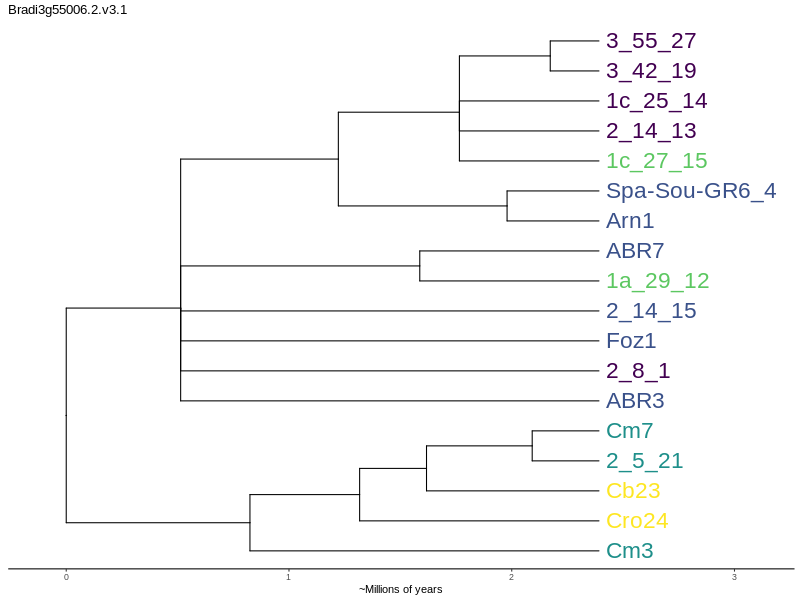 Bradi3g55006.2.v3.1
3_55_27
3_42_19
1c_25_14
2_14_13
1c_27_15
Spa-Sou-GR6_4
Arn1
ABR7
1a_29_12
2_14_15
Foz1
2_8_1
ABR3
Cm7
2_5_21
Cb23
Cro24
Cm3
0 1 2 3
~Millions of years